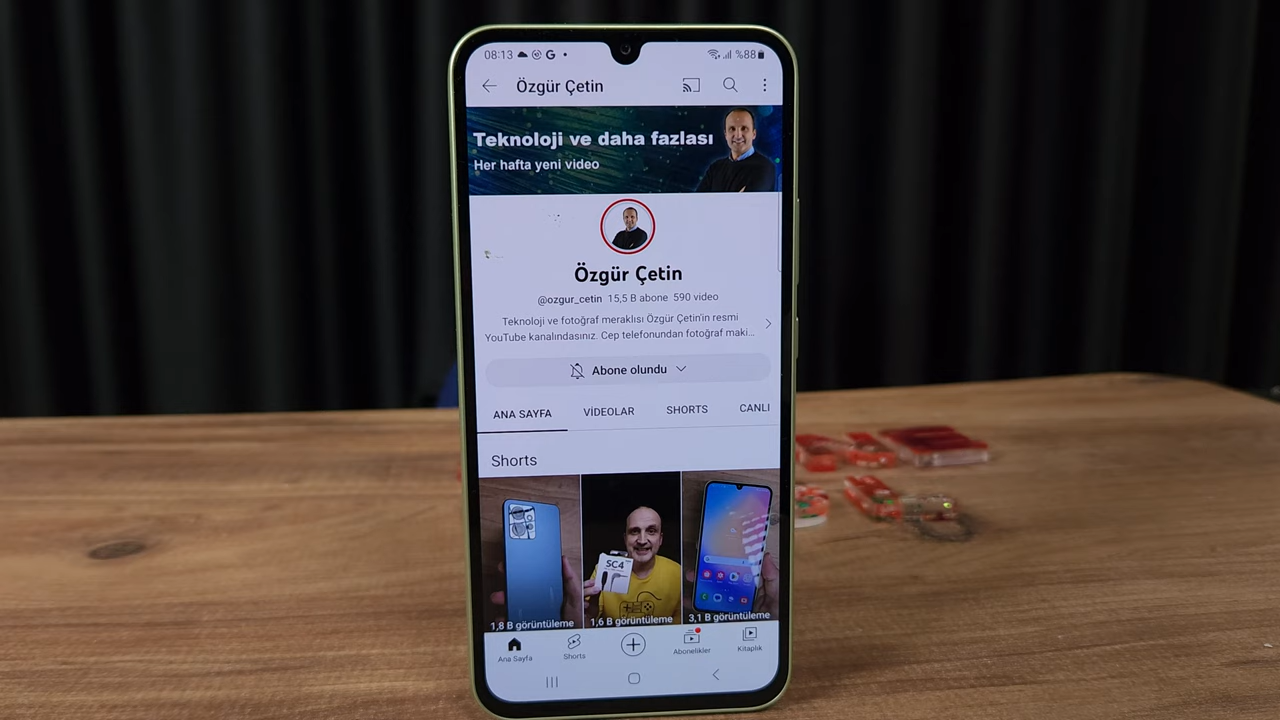 08:13 G %88
Özgür Çetin
Teknoloji ve daha fazlası
Her hafta yeni video
Özgür Çetin
@ozgur_cetin 15,5 B abone 590 video
Teknoloji ve fotoğraf meraklısı Özgür Çetin'in resmi
YouTube kanalındasınız. Cep telefonundan fotoğraf maki...
Abone olundu
ANA SAYFA VİDEOLAR SHORTS CANLI
Shorts
SC4
1,8 B görüntüleme 1,6 B görüntüleme 3,1 B görüntüleme
Ana Sayfa Shorts Abonelikler Kitaplık